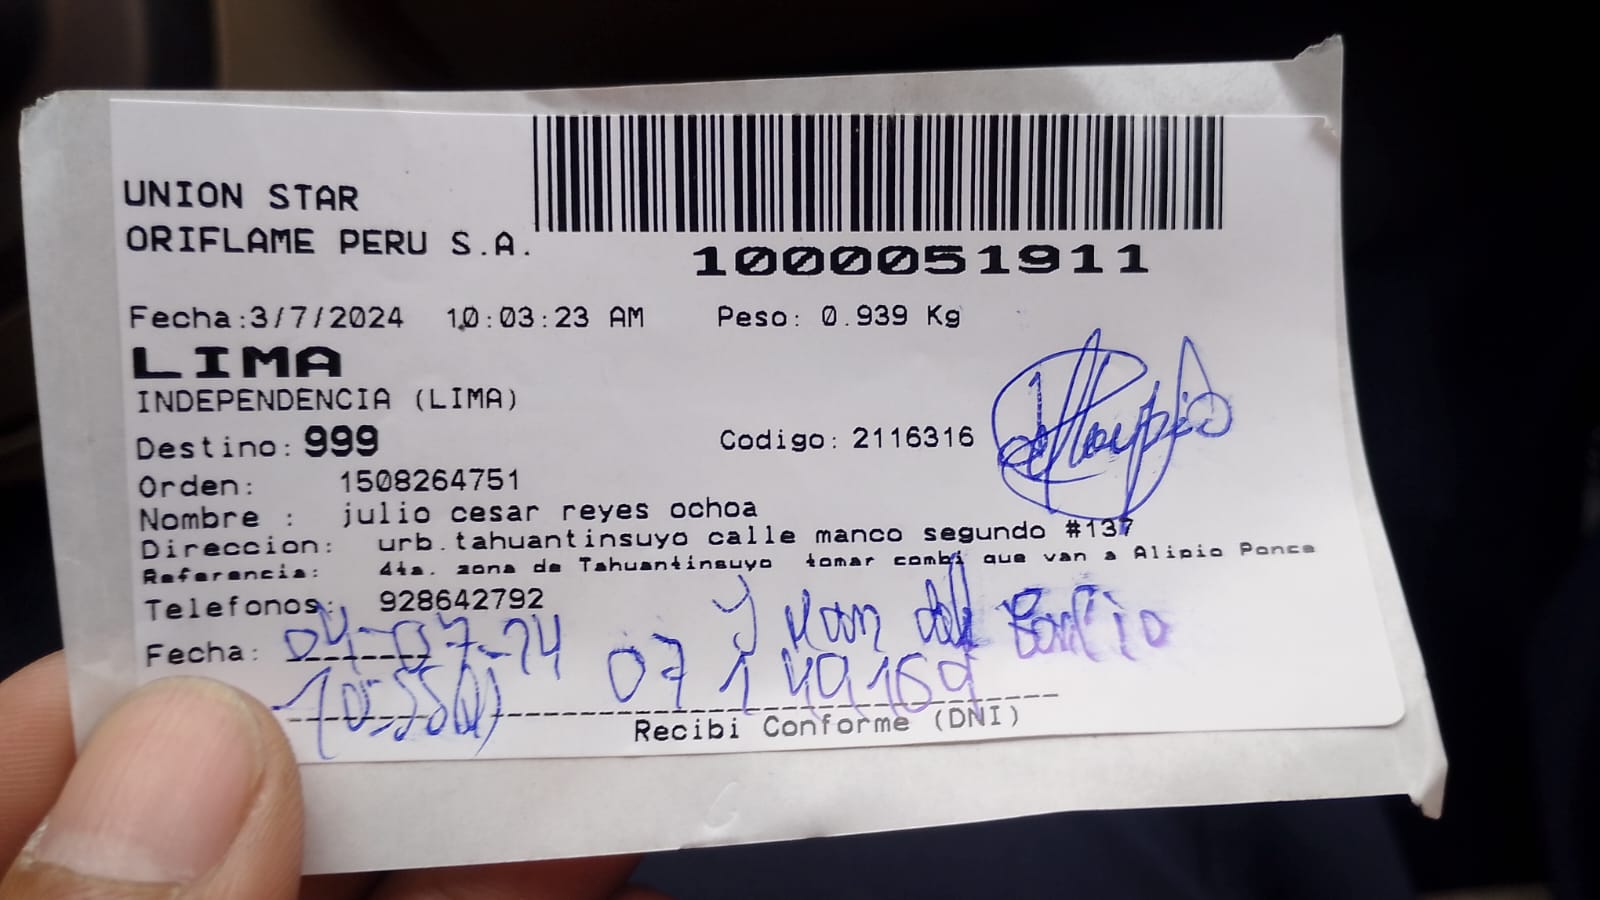 UNION STAR
ORIFLAME PERU S.A.
1000051911
Fecha:3/7/2024 10:03:23 AM Peso: 0.939 Kg
LIMA
INDEPENDENCIA (LIMA)
Destino: 999 Codigo: 2116316
Orden: 1508264751
Nombre : julio cesar reyes ochoa
Direccion: urb.tahuantinsuyo calle manco segundo #137
Referencia: 4ta. zona de Tahuantinsuyo tomar combi que van a Alipio Ponce
Telefonos: 928642792
Fecha: 04-07-24
07149169
Recibi Conforme (DNI)